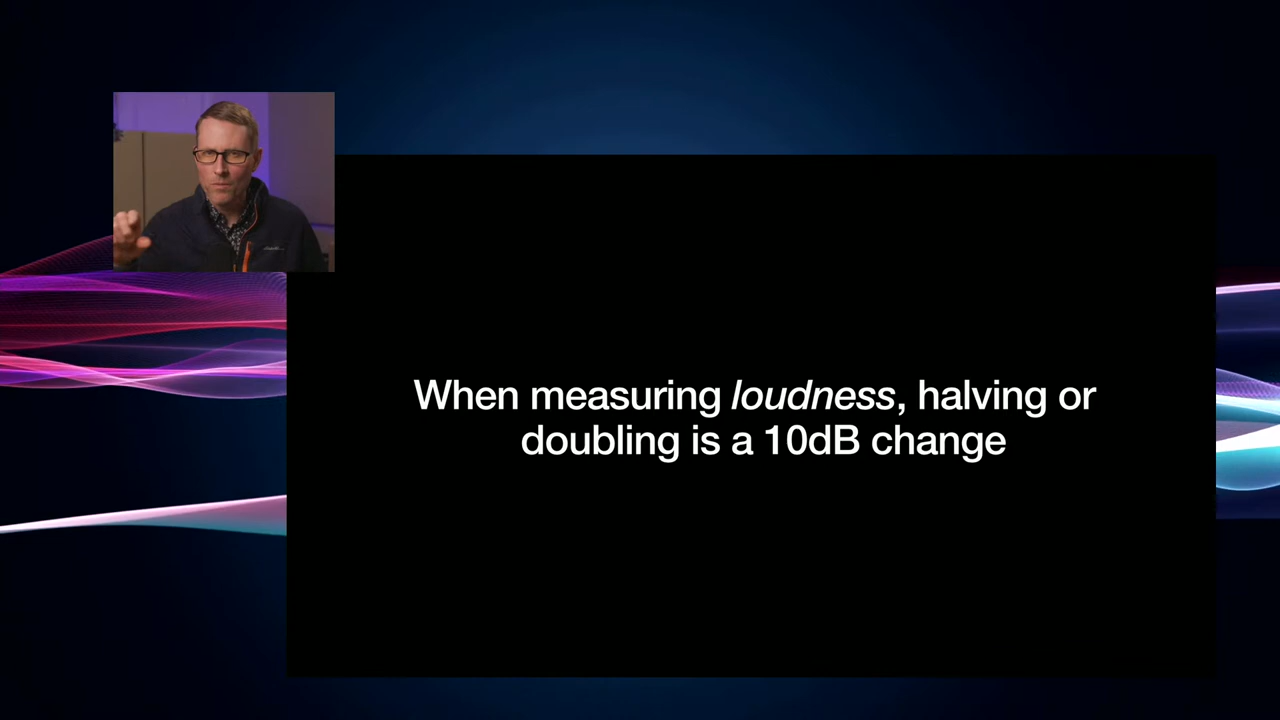 When measuring loudness, halving or
doubling is a 10dB change